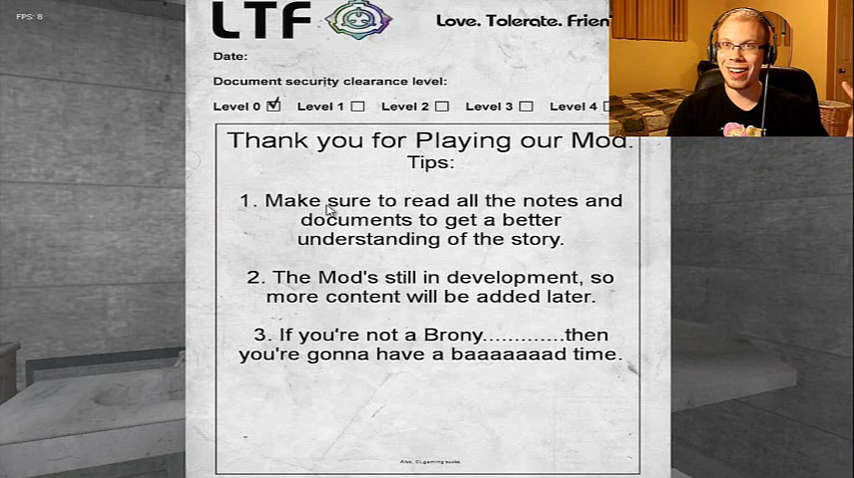 FPS: 8
LTF
Love. Tolerate.
Date:
Document security clearance level:
Level 0 Level 1 Level 2 Level 3 Level 4
Thank you for Playing our Mod.
Tips:
1. Make sure to read all the notes and
documents to get a better
understanding of the story.
2. The Mod's still in development, so
more content will be added later.
3. If you're not a Brony.............then
you're gonna have a baaaaaaad time.